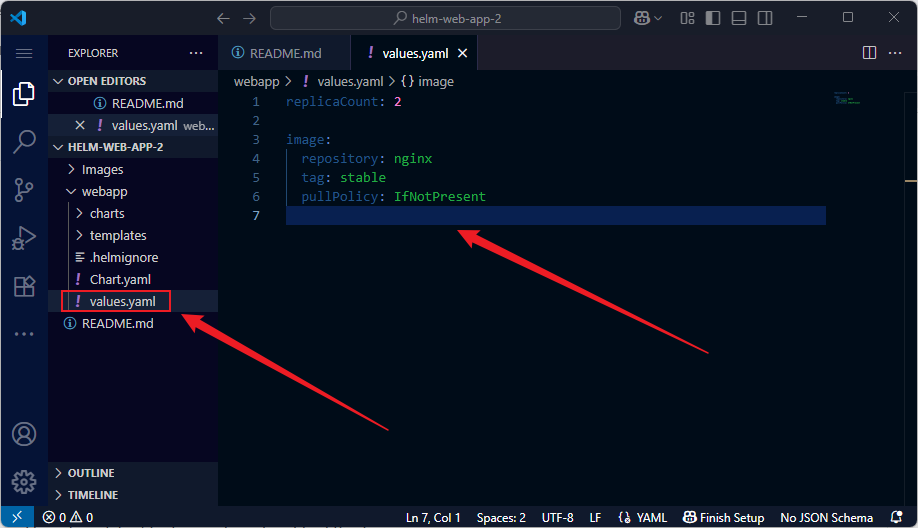 helm-web-app-2
EXPLORER
README.md
values.yaml
OPEN EDITORS
README.md
values.yaml web...
HELM-WEB-APP-2
Images
webapp
charts
templates
.helmignore
Chart.yaml
values.yaml
README.md
OUTLINE
TIMELINE
webapp > ! values.yaml > {} image
1 replicaCount: 2
2
3 image:
4 repository: nginx
5 tag: stable
6 pullPolicy: IfNotPresent
7
0 0
Ln 7, Col 1
Spaces: 2
UTF-8
LF
YAML
Finish Setup
No JSON Schema